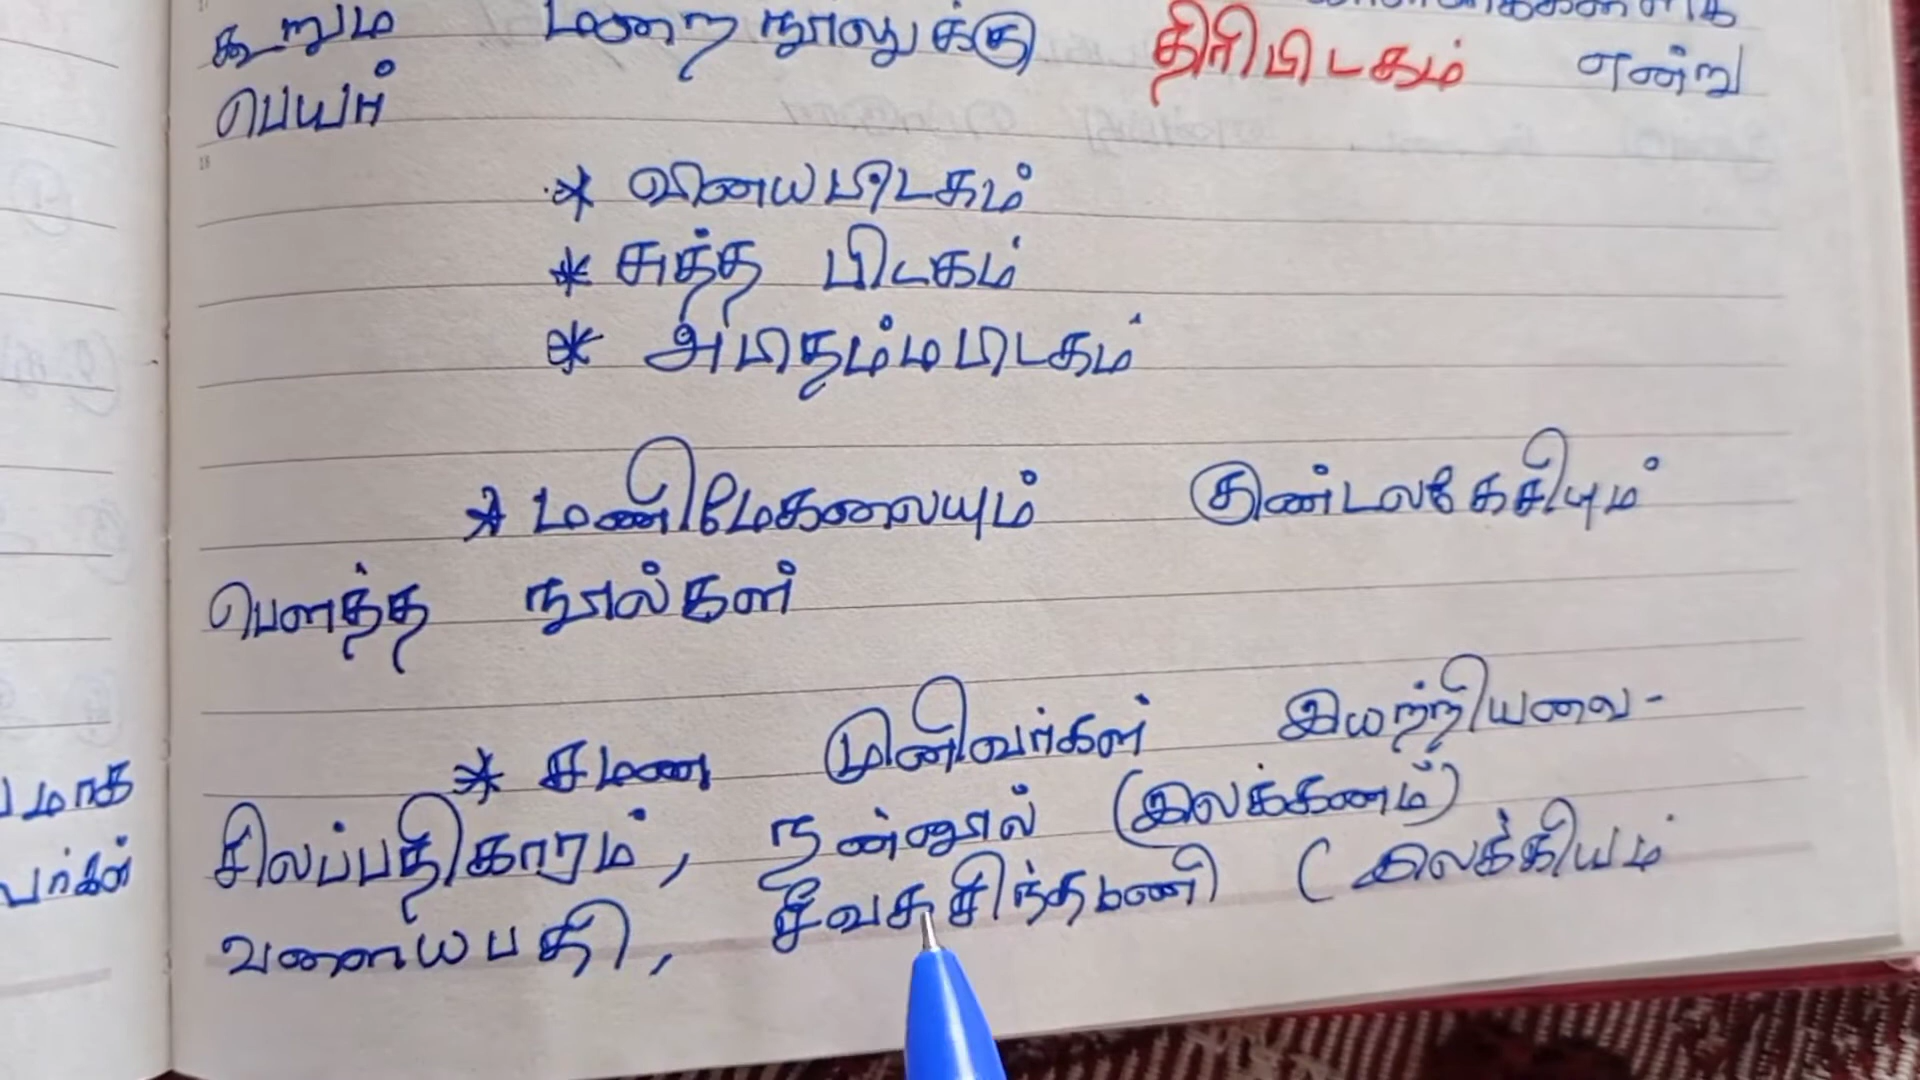 கூறும் மறைநூலுக்கு திரிபிடகம் என்று
பெயர்
* வினயபிடகம்
* சுத்த பிடகம்
* அபிதம்மபிடகம்
* மணிமேகலையும் குண்டலகேசியும்
பௌத்த நூல்கள்
* சமண முனிவர்கள் இயற்றியவை-
சிலப்பதிகாரம், நன்னூல் (இலக்கணம்)
வளையபதி, சீவகசிந்தமணி (இலக்கியம்